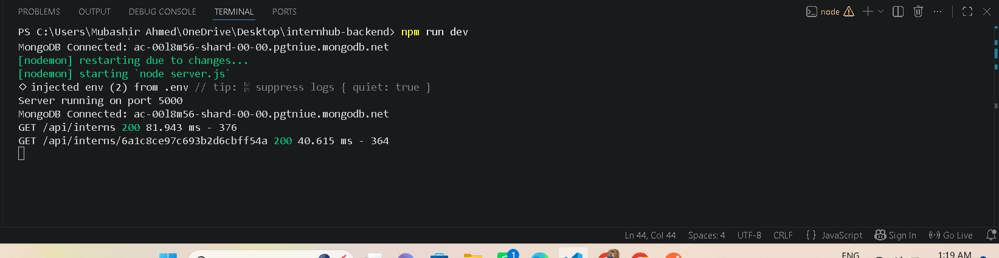 PROBLEMS OUTPUT DEBUG CONSOLE TERMINAL PORTS node
PS C:\Users\Mubashir Ahmed\OneDrive\Desktop\internhub-backend> npm run dev
MongoDB Connected: ac-00l8m56-shard-00-00.pgtniue.mongodb.net
[nodemon] restarting due to changes...
[nodemon] starting `node server.js`
◇ injected env (2) from .env // tip: ⌘ suppress logs { quiet: true }
Server running on port 5000
MongoDB Connected: ac-00l8m56-shard-00-00.pgtniue.mongodb.net
GET /api/interns 200 81.943 ms - 376
GET /api/interns/6a1c8ce97c693b2d6cbff54a 200 40.615 ms - 364
Ln 44, Col 44 Spaces: 4 UTF-8 CRLF { } JavaScript Sign In Go Live
1
ENG 1:19 AM